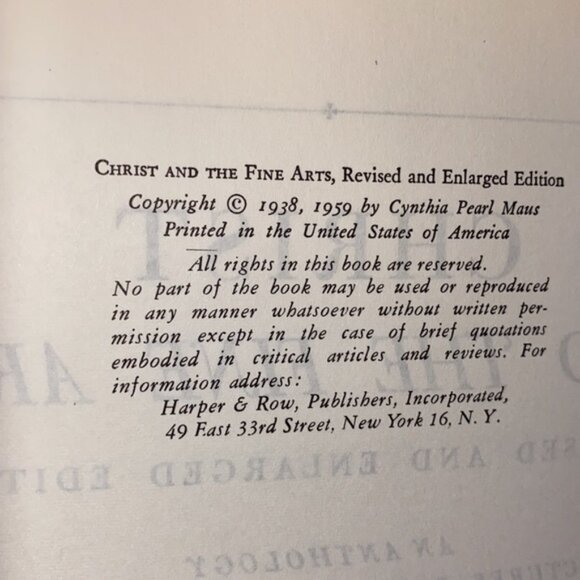 CHRIST AND THE FINE ARTS, Revised and Enlarged Edition
Copyright © 1938, 1959 by Cynthia Pearl Maus
Printed in the United States of America
All rights in this book are reserved.
No part of the book may be used or reproduced
in any manner whatsoever without written per-
mission except in the case of brief quotations
embodied in critical articles and reviews. For
information address:
Harper & Row, Publishers, Incorporated,
49 East 33rd Street, New York 16, N. Y.